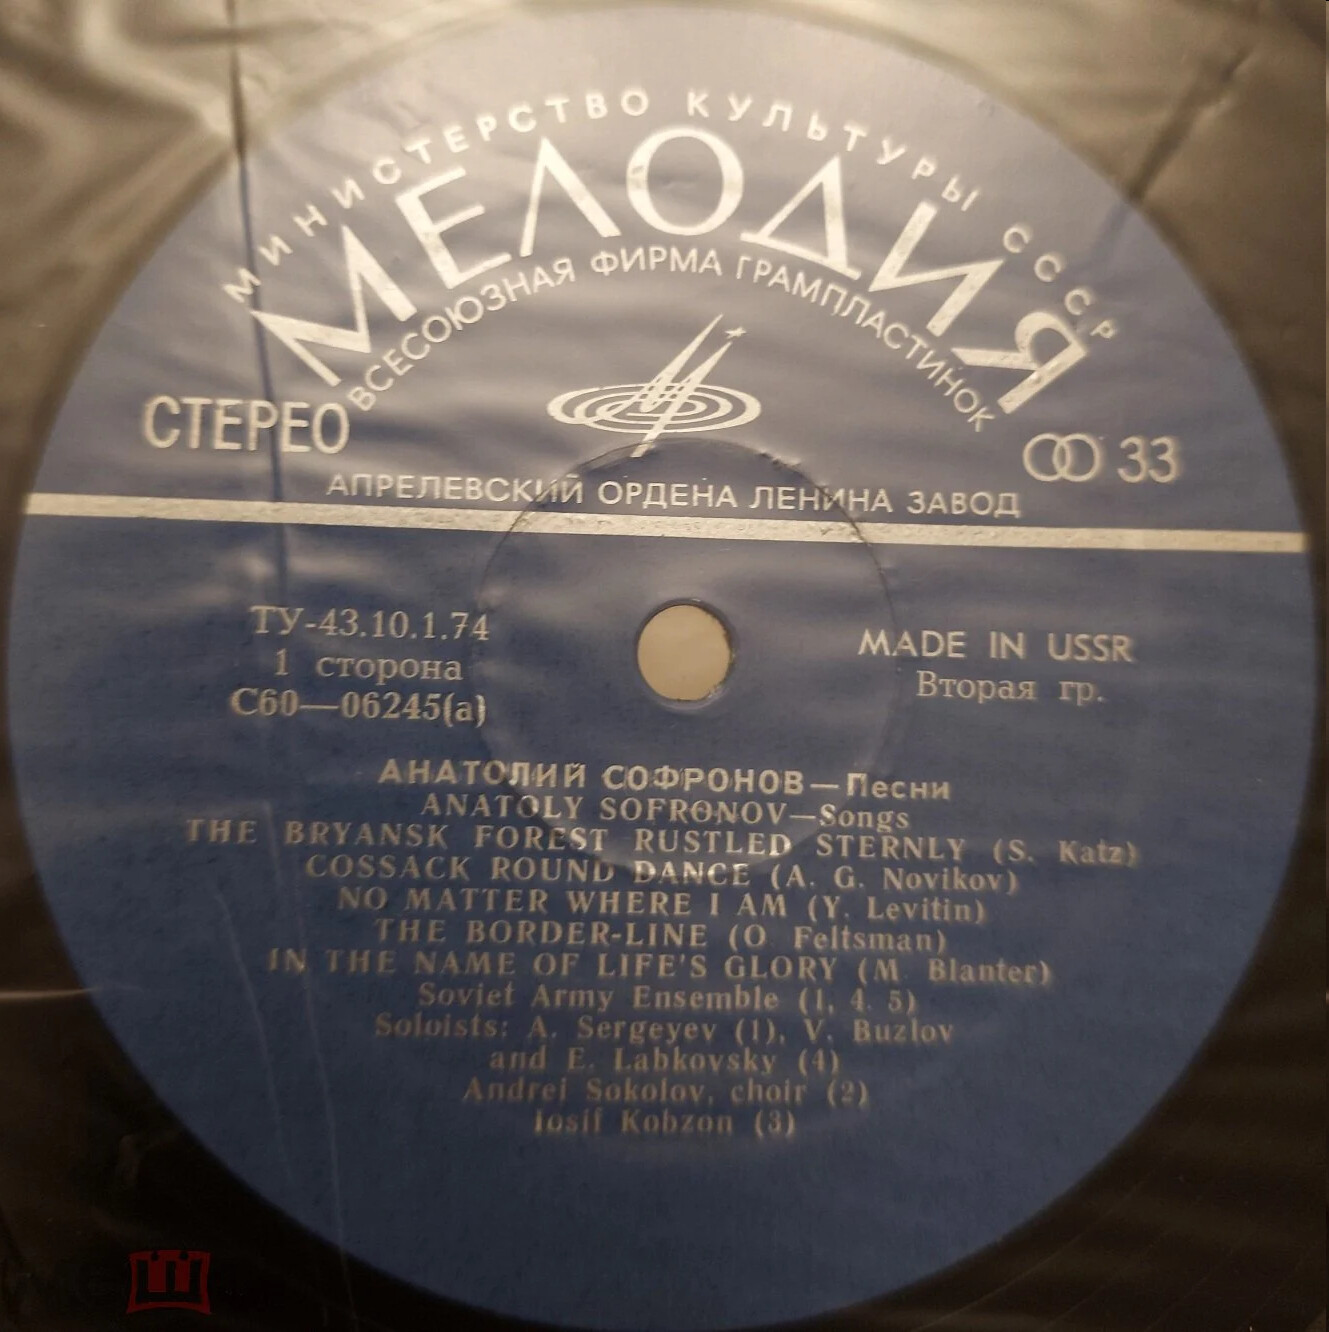 МИНИСТЕРСТВО КУЛЬТУРЫ СССР
МЕЛОДИЯ
ВСЕСОЮЗНАЯ ФИРМА ГРАМПЛАСТИНОК
СТЕРЕО
33
АПРЕЛЕВСКИЙ ОРДЕНА ЛЕНИНА ЗАВОД
ТУ-43.10.1.74
1 сторона
С60—06245(а)
MADE IN USSR
Вторая гр.
АНАТОЛИЙ СОФРОНОВ—Песни
ANATOLY SOFRONOV—Songs
THE BRYANSK FOREST RUSTLED STERNLY (S. Katz)
COSSACK ROUND DANCE (A. G. Novikov)
NO MATTER WHERE I AM (Y. Levitin)
THE BORDER-LINE (O Feltsman)
IN THE NAME OF LIFE'S GLORY (M Blanter)
Soviet Army Ensemble (1, 4. 5)
Soloists: A. Sergeyev (1), V. Buzlov
and E. Labkovsky (4)
Andrej Sokolov, choir (2)
Iosif Kobzon (3)